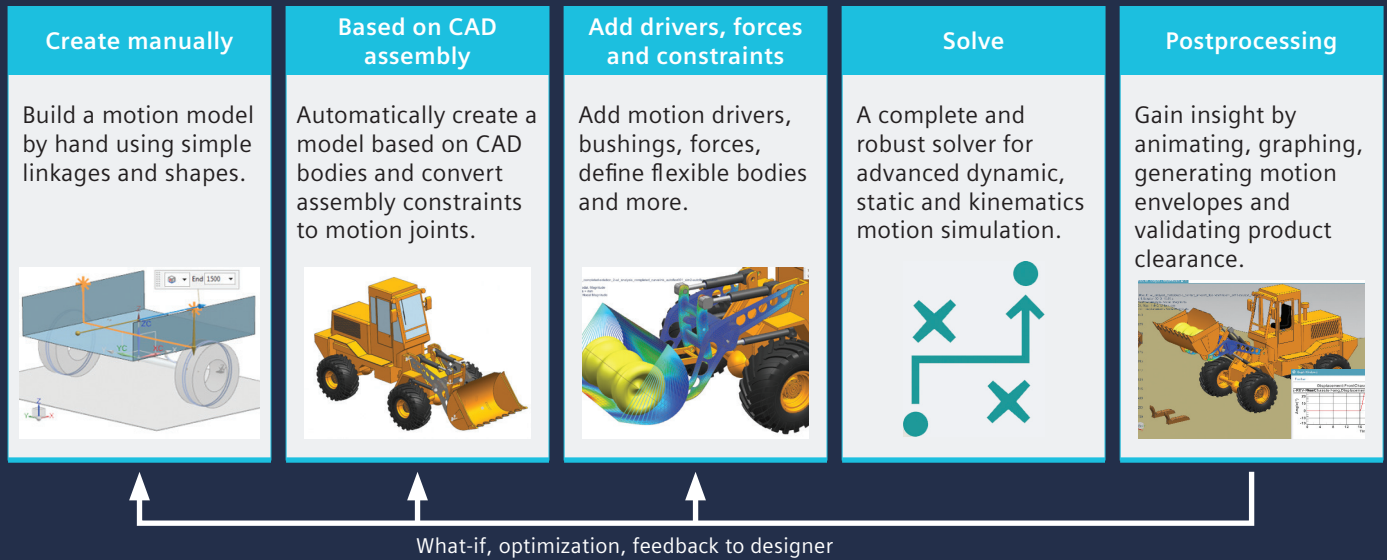 Create manually
Build a motion model
by hand using simple
linkages and shapes.
End 1500
ZC
YC
XC
Z
Y
X
Based on CAD
assembly
Automatically create a
model based on CAD
bodies and convert
assembly constraints
to motion joints.
Add drivers, forces
and constraints
Add motion drivers,
bushings, forces,
define flexible bodies
and more.
Solve
A complete and
robust solver for
advanced dynamic,
static and kinematics
motion simulation.
Postprocessing
Gain insight by
animating, graphing,
generating motion
envelopes and
validating product
clearance.
What-if, optimization, feedback to designer